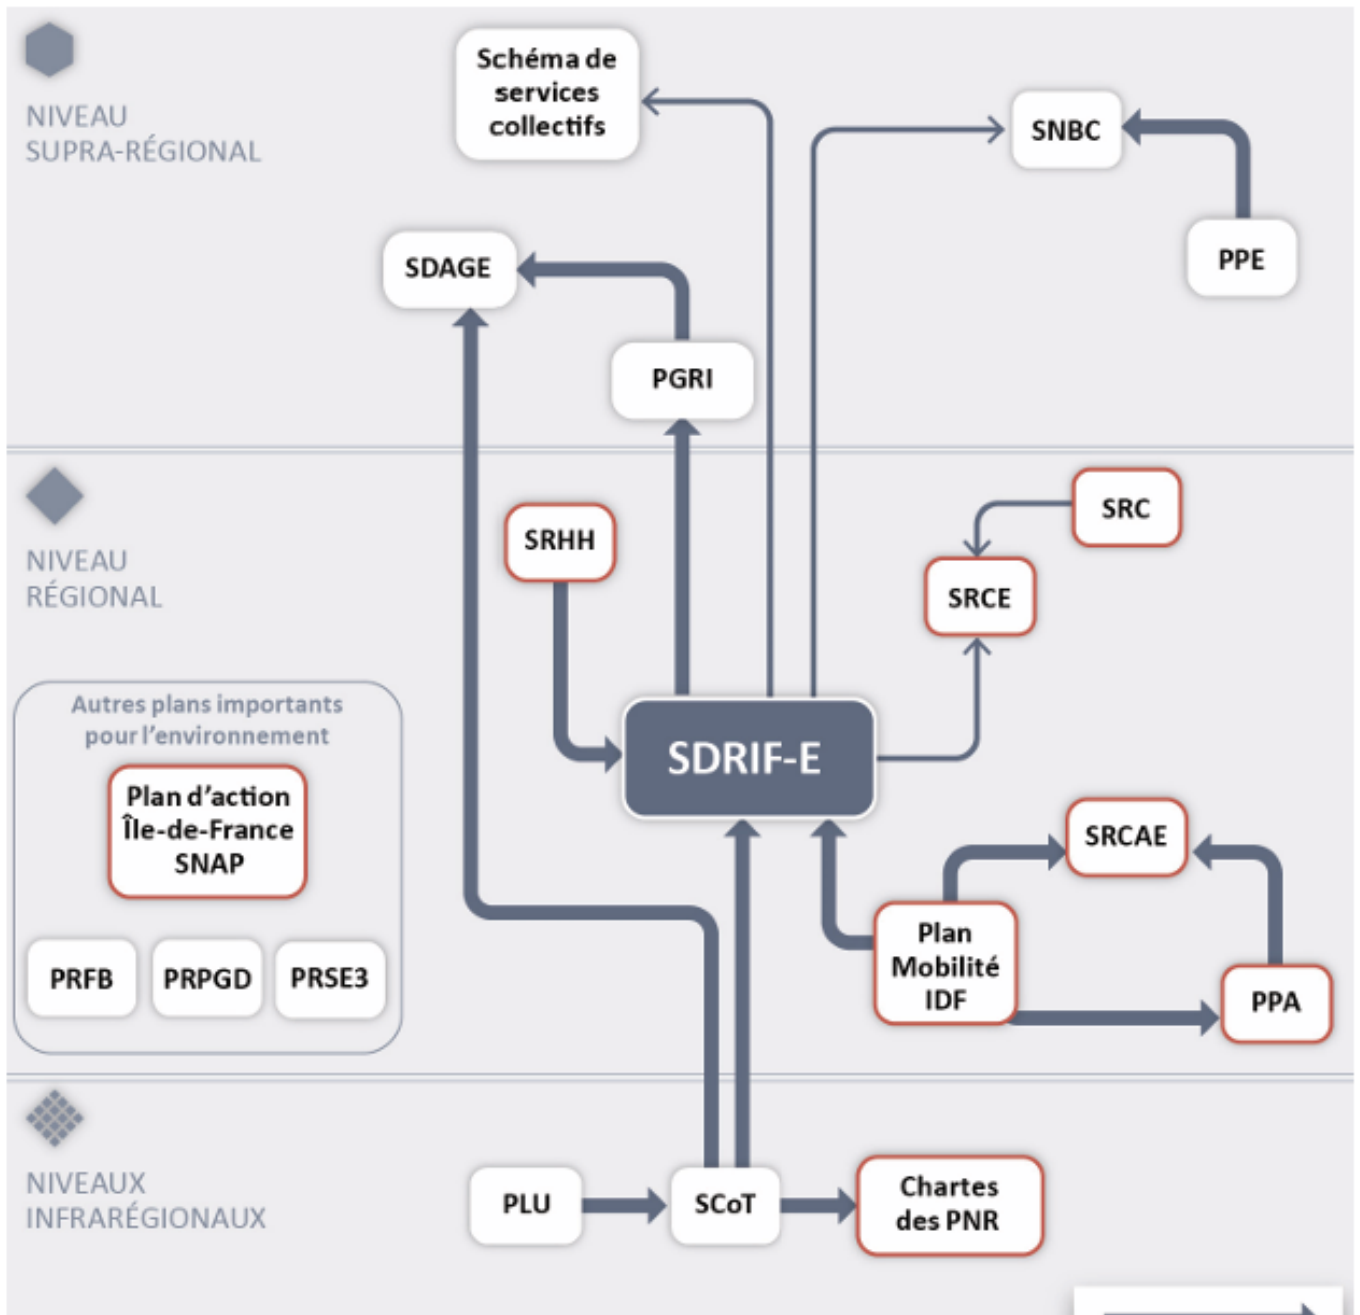 NIVEAU
SUPRA-RÉGIONAL
Schéma de
services
collectifs
SNBC
PPE
SDAGE
PGRI
NIVEAU
RÉGIONAL
SRHH
SRC
SRCE
Autres plans importants
pour l'environnement
Plan d'action
Île-de-France
SNAP
PRFB
PRPGD
PRSE3
SDRIF-E
SRCAE
Plan
Mobilité
IDF
PPA
NIVEAUX
INFRARÉGIONAUX
PLU
SCoT
Chartes
des PNR